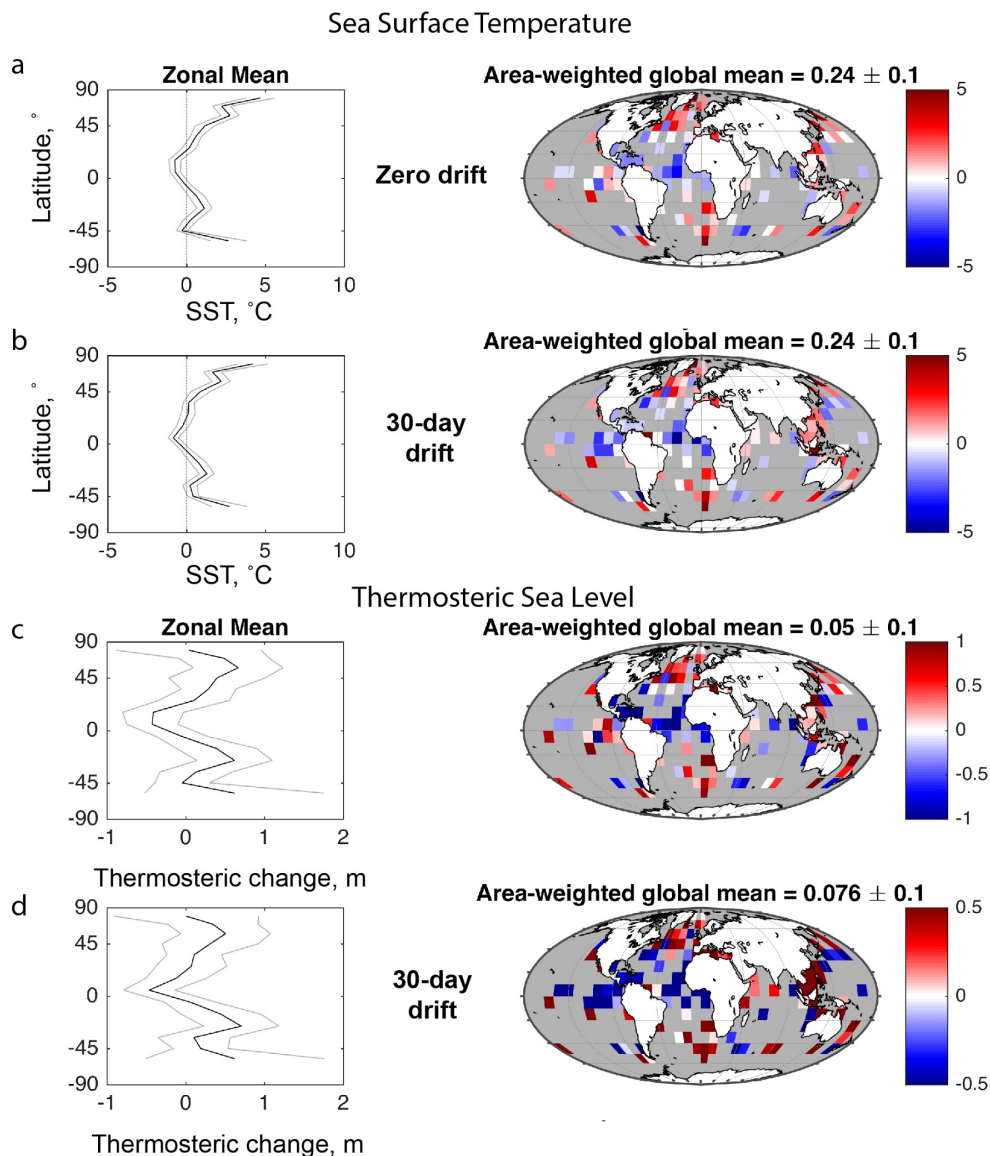 Sea Surface Temperature
a
Zonal Mean
Area-weighted global mean = 0.24 ± 0.1
90
45
0
-45
-90
Latitude, °
-5
0
5
10
SST, ˚C
Zero drift
5
0
-5
b
Area-weighted global mean = 0.24 ± 0.1
90
45
0
-45
-90
Latitude, °
-5
0
5
10
SST, ˚C
30-day
drift
5
0
-5
Thermosteric Sea Level
c
Zonal Mean
Area-weighted global mean = 0.05 ± 0.1
90
45
0
-45
-90
-1
0
1
2
Thermosteric change, m
1
0.5
0
-0.5
-1
d
Area-weighted global mean = 0.076 ± 0.1
90
45
0
-45
-90
-1
0
1
2
Thermosteric change, m
30-day
drift
0.5
0
-0.5